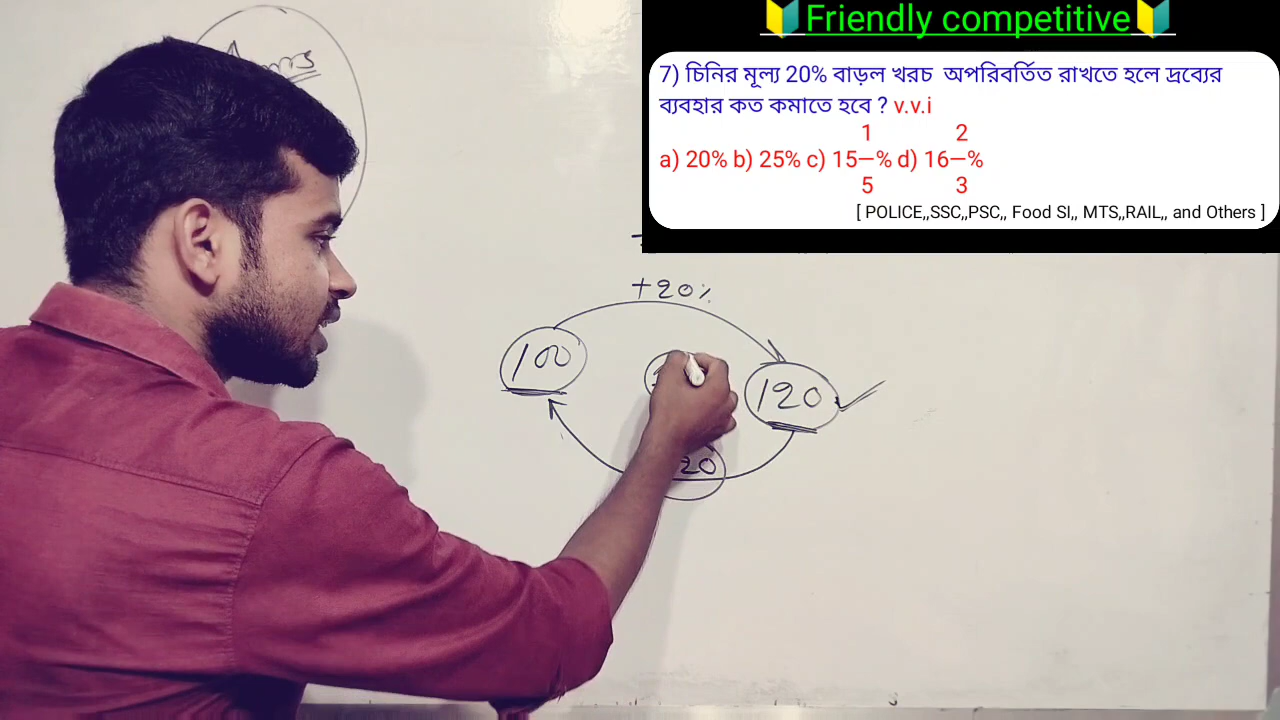 🔰Friendly competitive🔰
7) চিনির মূল্য 20% বাড়ল খরচ অপরিবর্তিত রাখতে হলে দ্রব্যের
ব্যবহার কত কমাতে হবে ? v.v.i
1 2
a) 20% b) 25% c) 15—% d) 16—%
5 3
[ POLICE,,SSC,,PSC,, Food SI,, MTS,,RAIL,, and Others ]
+20%
100
120
20